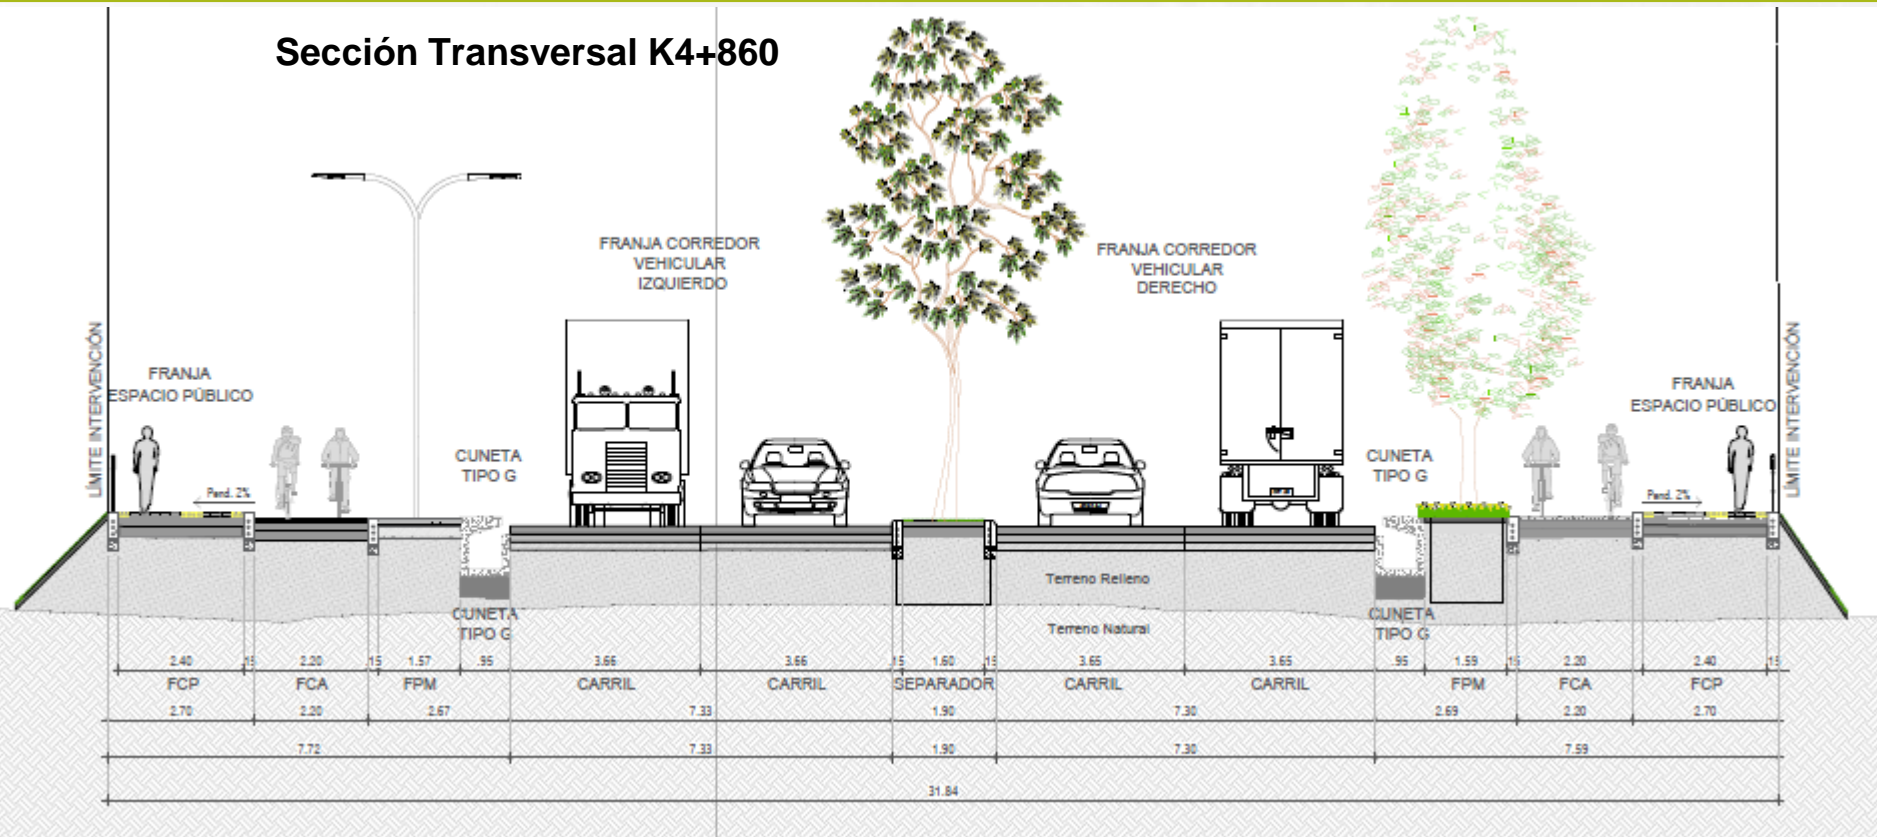 Sección Transversal K4+860
FRANJA CORREDOR
VEHICULAR
IZQUIERDO
FRANJA CORREDOR
VEHICULAR
DERECHO
LÍMITE INTERVENCIÓN
FRANJA
ESPACIO PÚBLICO
Pend. 2%
CUNETA
TIPO G
CUNETA
TIPO G
FRANJA
ESPACIO PÚBLICO
Pend. 2%
LÍMITE INTERVENCIÓN
Terreno Relleno
Terreno Natural
CUNETA
TIPO G
CUNETA
TIPO G
2.40 15 2.20 15 1.57 .95 3.66 3.66 15 1.60 15 3.65 3.65 .95 1.59 15 2.20 2.40 15
FCP FCA FPM CARRIL CARRIL SEPARADOR CARRIL CARRIL FPM FCA FCP
2.70 2.20 2.67 7.33 1.90 7.30 2.69 2.20 2.70
7.72 7.33 1.90 7.30 7.59
31.84